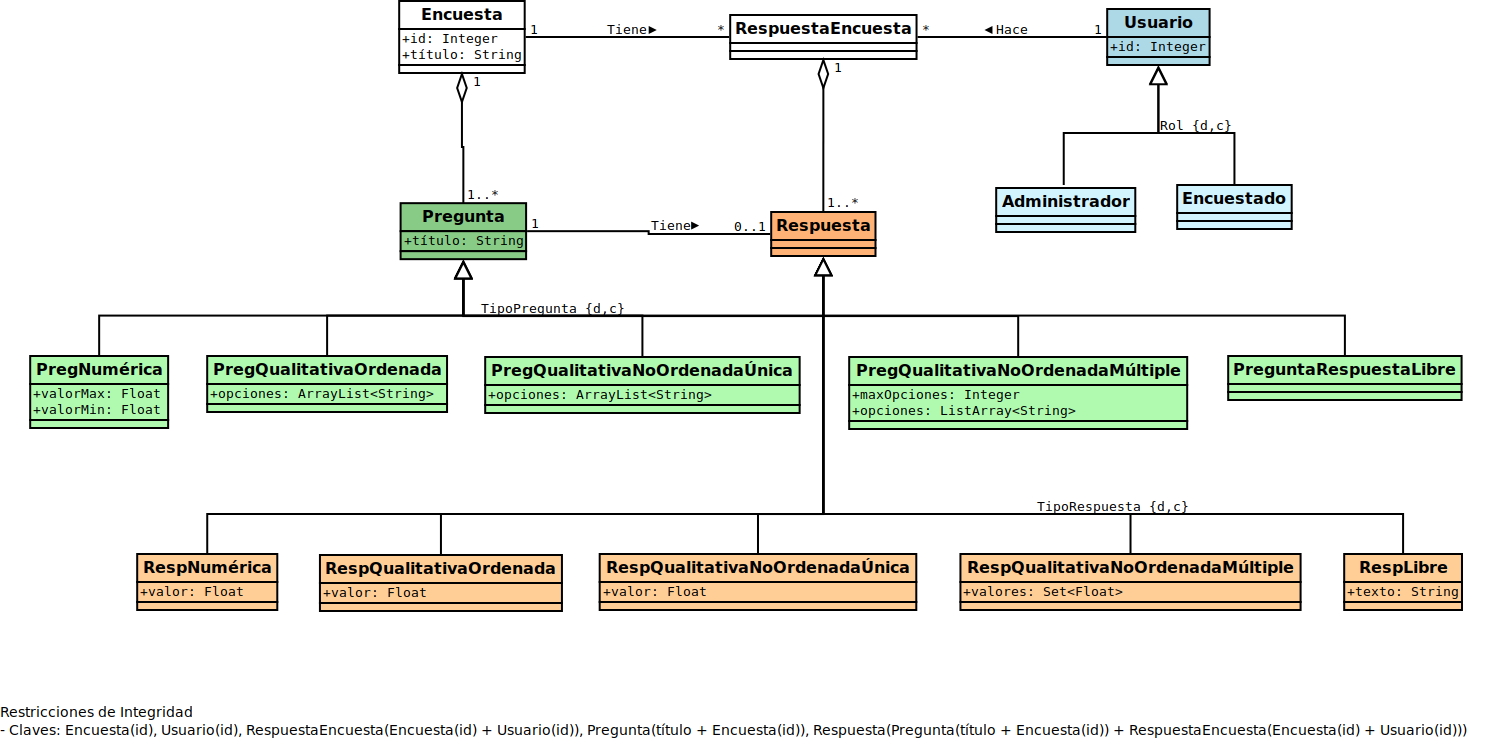 Encuesta
+id: Integer
+título: String
1
Tiene►
*
RespuestaEncuesta
*
◄Hace
1
Usuario
+id: Integer
1
1
Rol {d,c}
Administrador
Encuestado
1..*
1..*
Pregunta
+título: String
1
Tiene►
0..1
Respuesta
TipoPregunta {d,c}
PregNumérica
+valorMax: Float
+valorMin: Float
PregQualitativaOrdenada
+opciones: ArrayList<String>
PregQualitativaNoOrdenadaÚnica
+opciones: ArrayList<String>
PregQualitativaNoOrdenadaMúltiple
+maxOpciones: Integer
+opciones: ListArray<String>
PreguntaRespuestaLibre
TipoRespuesta {d,c}
RespNumérica
+valor: Float
RespQualitativaOrdenada
+valor: Float
RespQualitativaNoOrdenadaÚnica
+valor: Float
RespQualitativaNoOrdenadaMúltiple
+valores: Set<Float>
RespLibre
+texto: String
Restricciones de Integridad
- Claves: Encuesta(id), Usuario(id), RespuestaEncuesta(Encuesta(id) + Usuario(id)), Pregunta(título + Encuesta(id)), Respuesta(Pregunta(título + Encuesta(id)) + RespuestaEncuesta(Encuesta(id) + Usuario(id)))